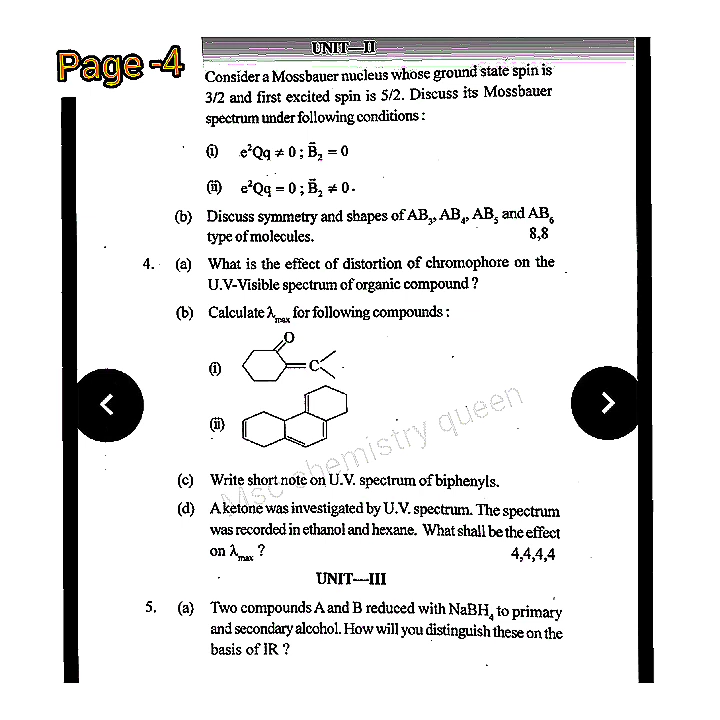 UNIT—II
Page -4
Consider a Mossbauer nucleus whose ground state spin is
3/2 and first excited spin is 5/2. Discuss its Mossbauer
spectrum under following conditions :
(i) e²Qq ≠ 0 ; B̄₂ = 0
(ii) e²Qq = 0 ; B̄₂ ≠ 0.
(b) Discuss symmetry and shapes of AB₃, AB₄, AB₅ and AB₆
type of molecules. 8,8
4. (a) What is the effect of distortion of chromophore on the
U.V-Visible spectrum of organic compound ?
(b) Calculate λmax for following compounds :
O
(i) C
(ii)
Msc chemistry queen
(c) Write short note on U.V. spectrum of biphenyls.
(d) A ketone was investigated by U.V. spectrum. The spectrum
was recorded in ethanol and hexane. What shall be the effect
on λmax ? 4,4,4,4
UNIT—III
5. (a) Two compounds A and B reduced with NaBH₄ to primary
and secondary alcohol. How will you distinguish these on the
basis of IR ?